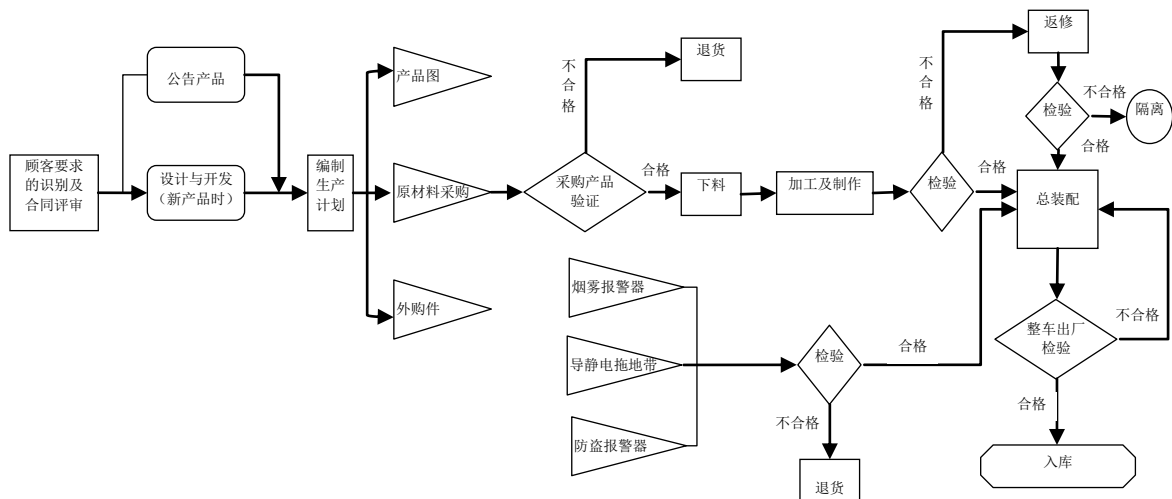 顾客要求
的识别及
合同评审
公告产品
设计与开发
（新产品时）
编制
生产
计划
产品图
原材料采购
外购件
不
合
格
退货
采购产品
验证
合格
下料
加工及制作
不
合
格
检验
合格
返修
检验
不合格
隔离
合格
总装配
烟雾报警器
导静电拖地带
防盗报警器
检验
合格
不合格
退货
整车出厂
检验
不合格
合格
入库